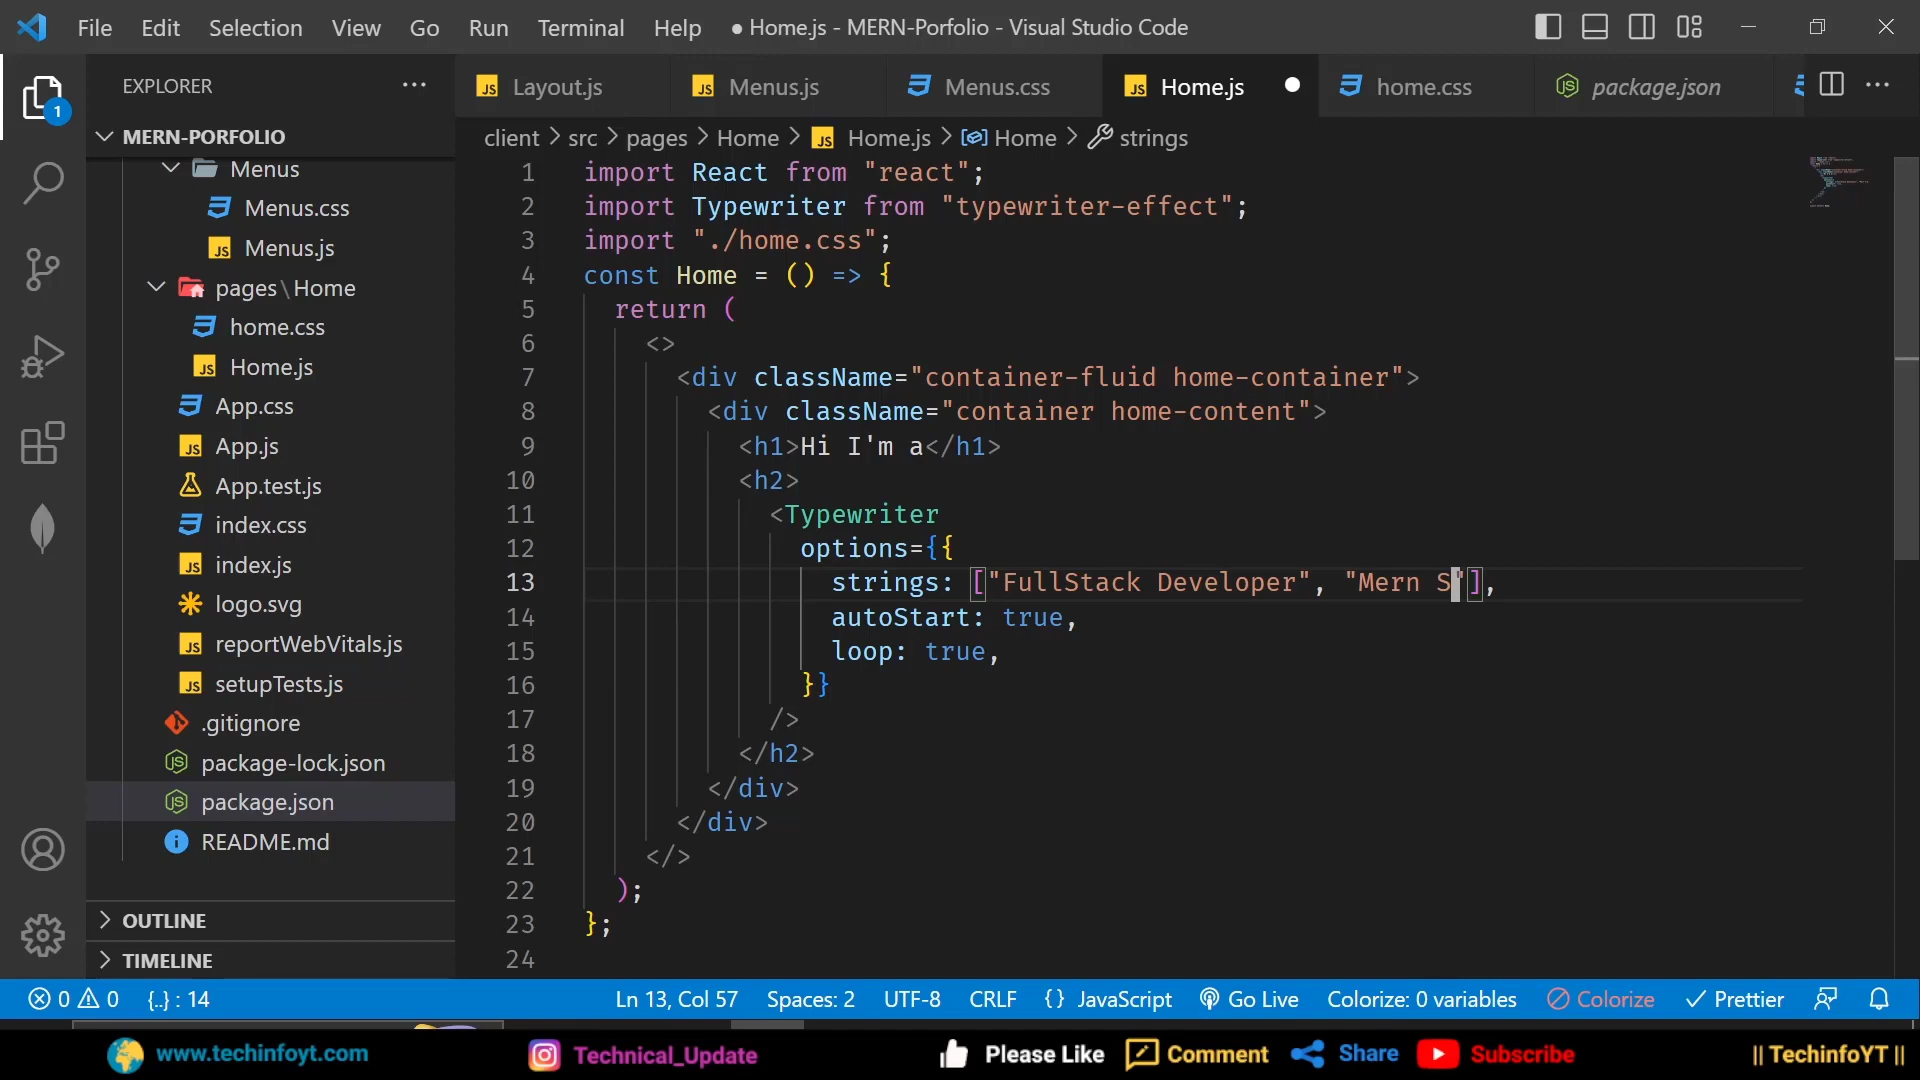 File Edit Selection View Go Run Terminal Help ● Home.js - MERN-Porfolio - Visual Studio Code
1
EXPLORER
MERN-PORFOLIO
Menus
Menus.css
Menus.js
pages\Home
home.css
Home.js
App.css
App.js
App.test.js
index.css
index.js
logo.svg
reportWebVitals.js
setupTests.js
.gitignore
package-lock.json
package.json
README.md
OUTLINE
TIMELINE
Layout.js Menus.js Menus.css Home.js home.css package.json
client > src > pages > Home > Home.js > Home > strings
1 import React from "react";
2 import Typewriter from "typewriter-effect";
3 import "./home.css";
4 const Home = () => {
5 return (
6 <>
7 <div className="container-fluid home-container">
8 <div className="container home-content">
9 <h1>Hi I'm a</h1>
10 <h2>
11 <Typewriter
12 options={{
13 strings: ["FullStack Developer", "Mern S"],
14 autoStart: true,
15 loop: true,
16 }}
17 />
18 </h2>
19 </div>
20 </div>
21 </>
22 );
23 };
24
0 0 {..} : 14 Ln 13, Col 57 Spaces: 2 UTF-8 CRLF {} JavaScript Go Live Colorize: 0 variables Colorize Prettier
www.techinfoyt.com Technical_Update Please Like Comment Share Subscribe || TechinfoYT ||